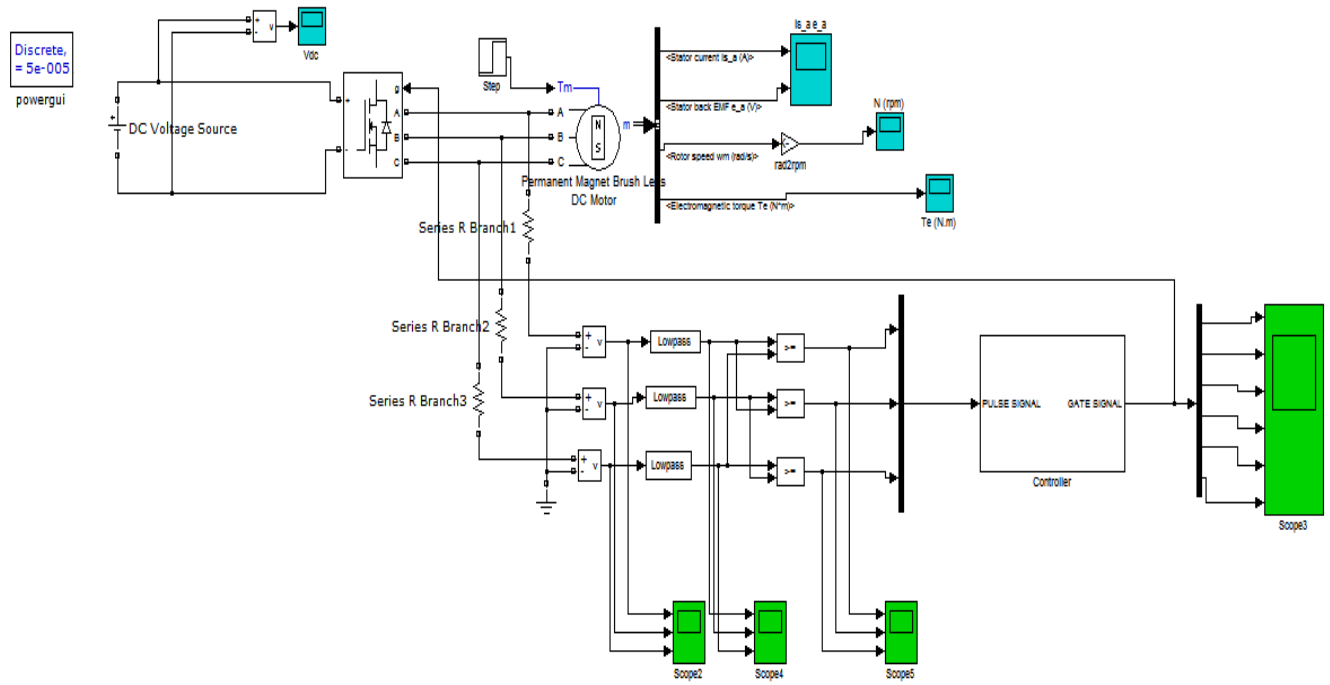 Discrete,
= 5e-005
powergui
+
-
v
Vdc
+
DC Voltage Source
+
-
g
A
B
C
Step
Tm
A
B
C
N
S
m
Permanent Magnet Brush Less
DC Motor
<Stator current is_a (A)>
<Stator back EMF e_a (V)>
<Rotor speed wm (rad/s)>
<Electromagnetic torque Te (N*m)>
Is_a e_a
rad2rpm
N (rpm)
Te (N.m)
Series R Branch1
Series R Branch2
Series R Branch3
+
-
v
+
-
v
+
-
v
Lowpass
Lowpass
Lowpass
>=
>=
>=
PULSE SIGNAL
GATE SIGNAL
Controller
Scope3
Scope2
Scope4
Scope5